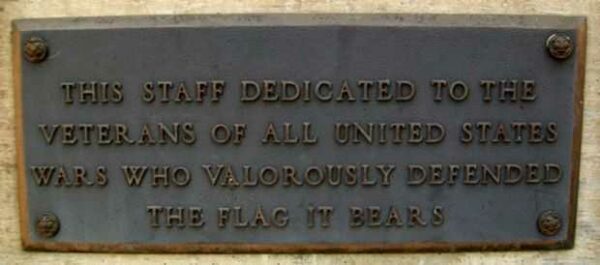 THIS STAFF DEDICATED TO THE
VETERANS OF ALL UNITED STATES
WARS WHO VALOROUSLY DEFENDED
THE FLAG IT BEARS